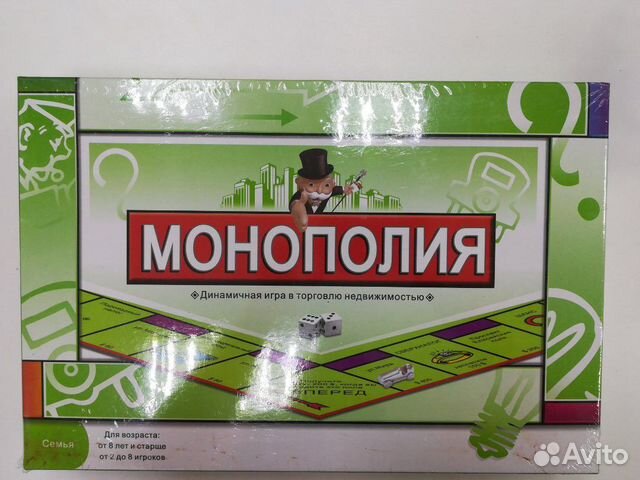 МОНОПОЛИЯ
Динамичная игра в торговлю недвижимостью
СВЕРХНАЛОГ
ВПЕРЕД
Семья
Для возраста:
от 8 лет и старше
от 2 до 8 игроков
Avito